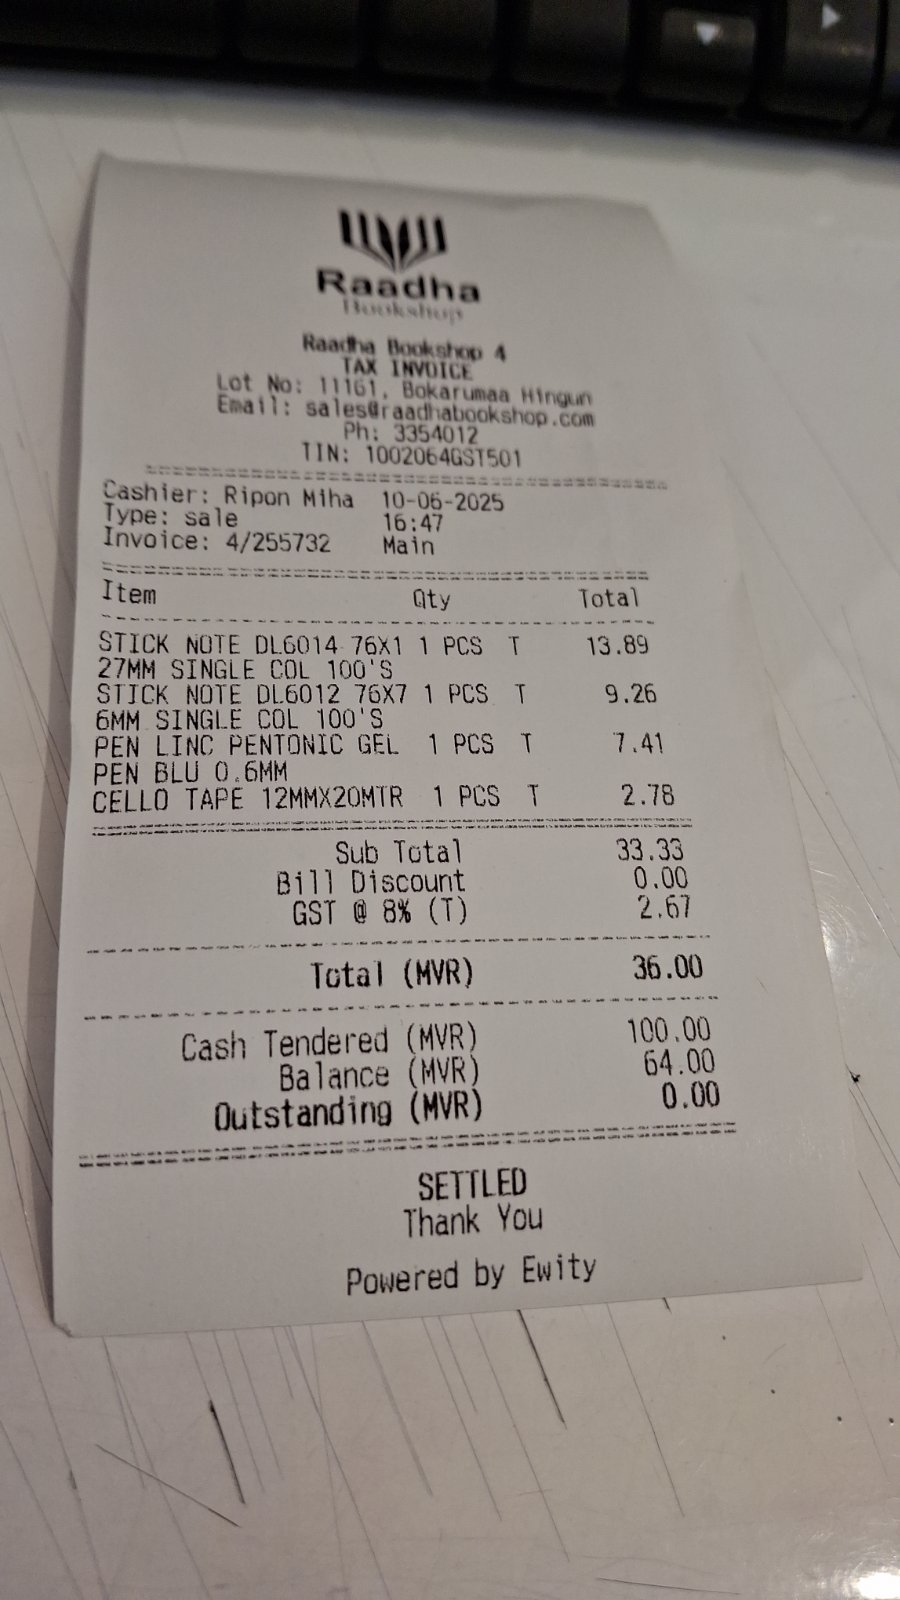 Raadha
Bookshop
Raadha Bookshop 4
TAX INVOICE
Lot No: 11161, Bokarumaa Hingun
Email: sales@raadhabookshop.com
Ph: 3354012
TIN: 1002064GST501
Cashier: Ripon Miha 10-06-2025
Type: sale 16:47
Invoice: 4/255732 Main
Item Qty Total
STICK NOTE DL6014 76X1 1 PCS T 13.89
27MM SINGLE COL 100'S
STICK NOTE DL6012 76X7 1 PCS T 9.26
6MM SINGLE COL 100'S
PEN LINC PENTONIC GEL 1 PCS T 7.41
PEN BLU 0.6MM
CELLO TAPE 12MMX20MTR 1 PCS T 2.78
Sub Total 33.33
Bill Discount 0.00
GST @ 8% (T) 2.67
Total (MVR) 36.00
Cash Tendered (MVR) 100.00
Balance (MVR) 64.00
Outstanding (MVR) 0.00
SETTLED
Thank You
Powered by Ewity